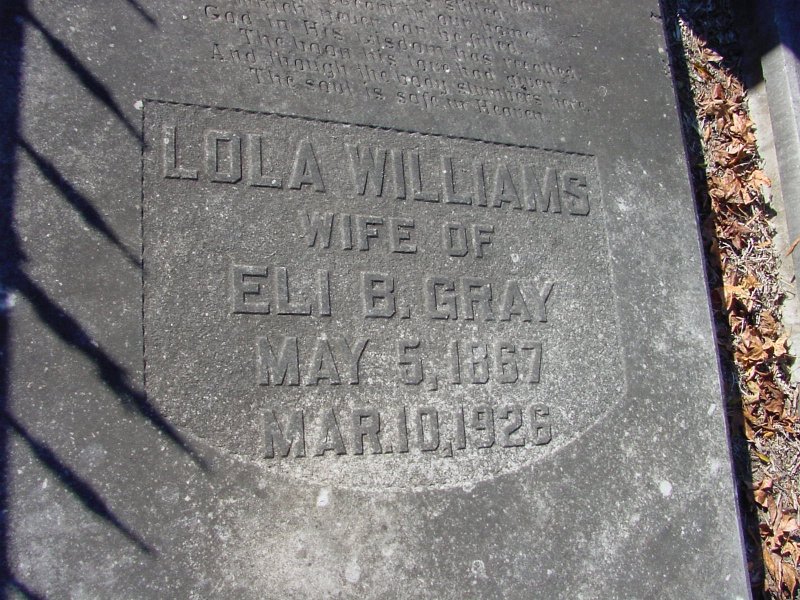 God in His wisdom has recalled,
The boon his love had given,
And though the body slumbers here,
The soul is safe in Heaven.
LOLA WILLIAMS
WIFE OF
ELI B. GRAY
MAY 5, 1867
MAR. 10, 1926